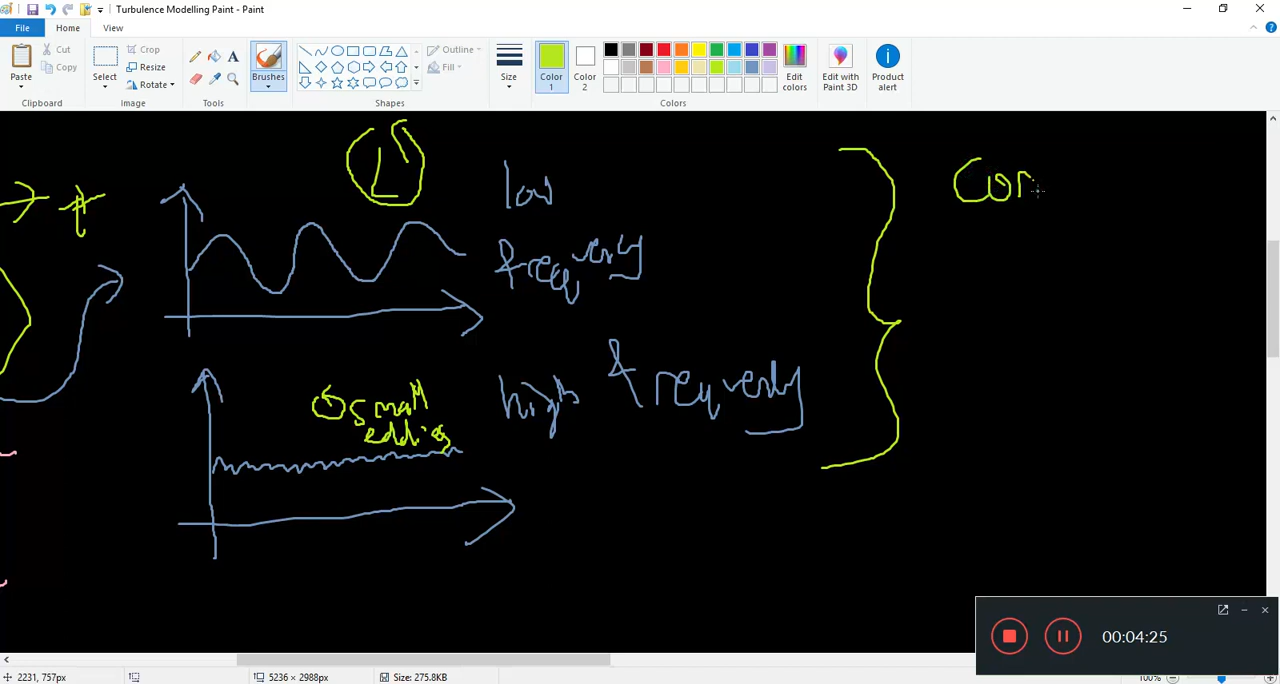 Turbulence Modelling Paint - Paint
File Home View
Cut
Copy
Paste
Clipboard
Select
Crop
Resize
Rotate
Image
Tools
Brushes
Shapes
Outline
Fill
Size
Color 1
Color 2
Colors
Edit colors
Edit with Paint 3D
Product alert
low
frequency
high frequency
small
eddies
Cor
00:04:25
2231, 757px
5236 × 2988px
Size: 275.8KB
100%